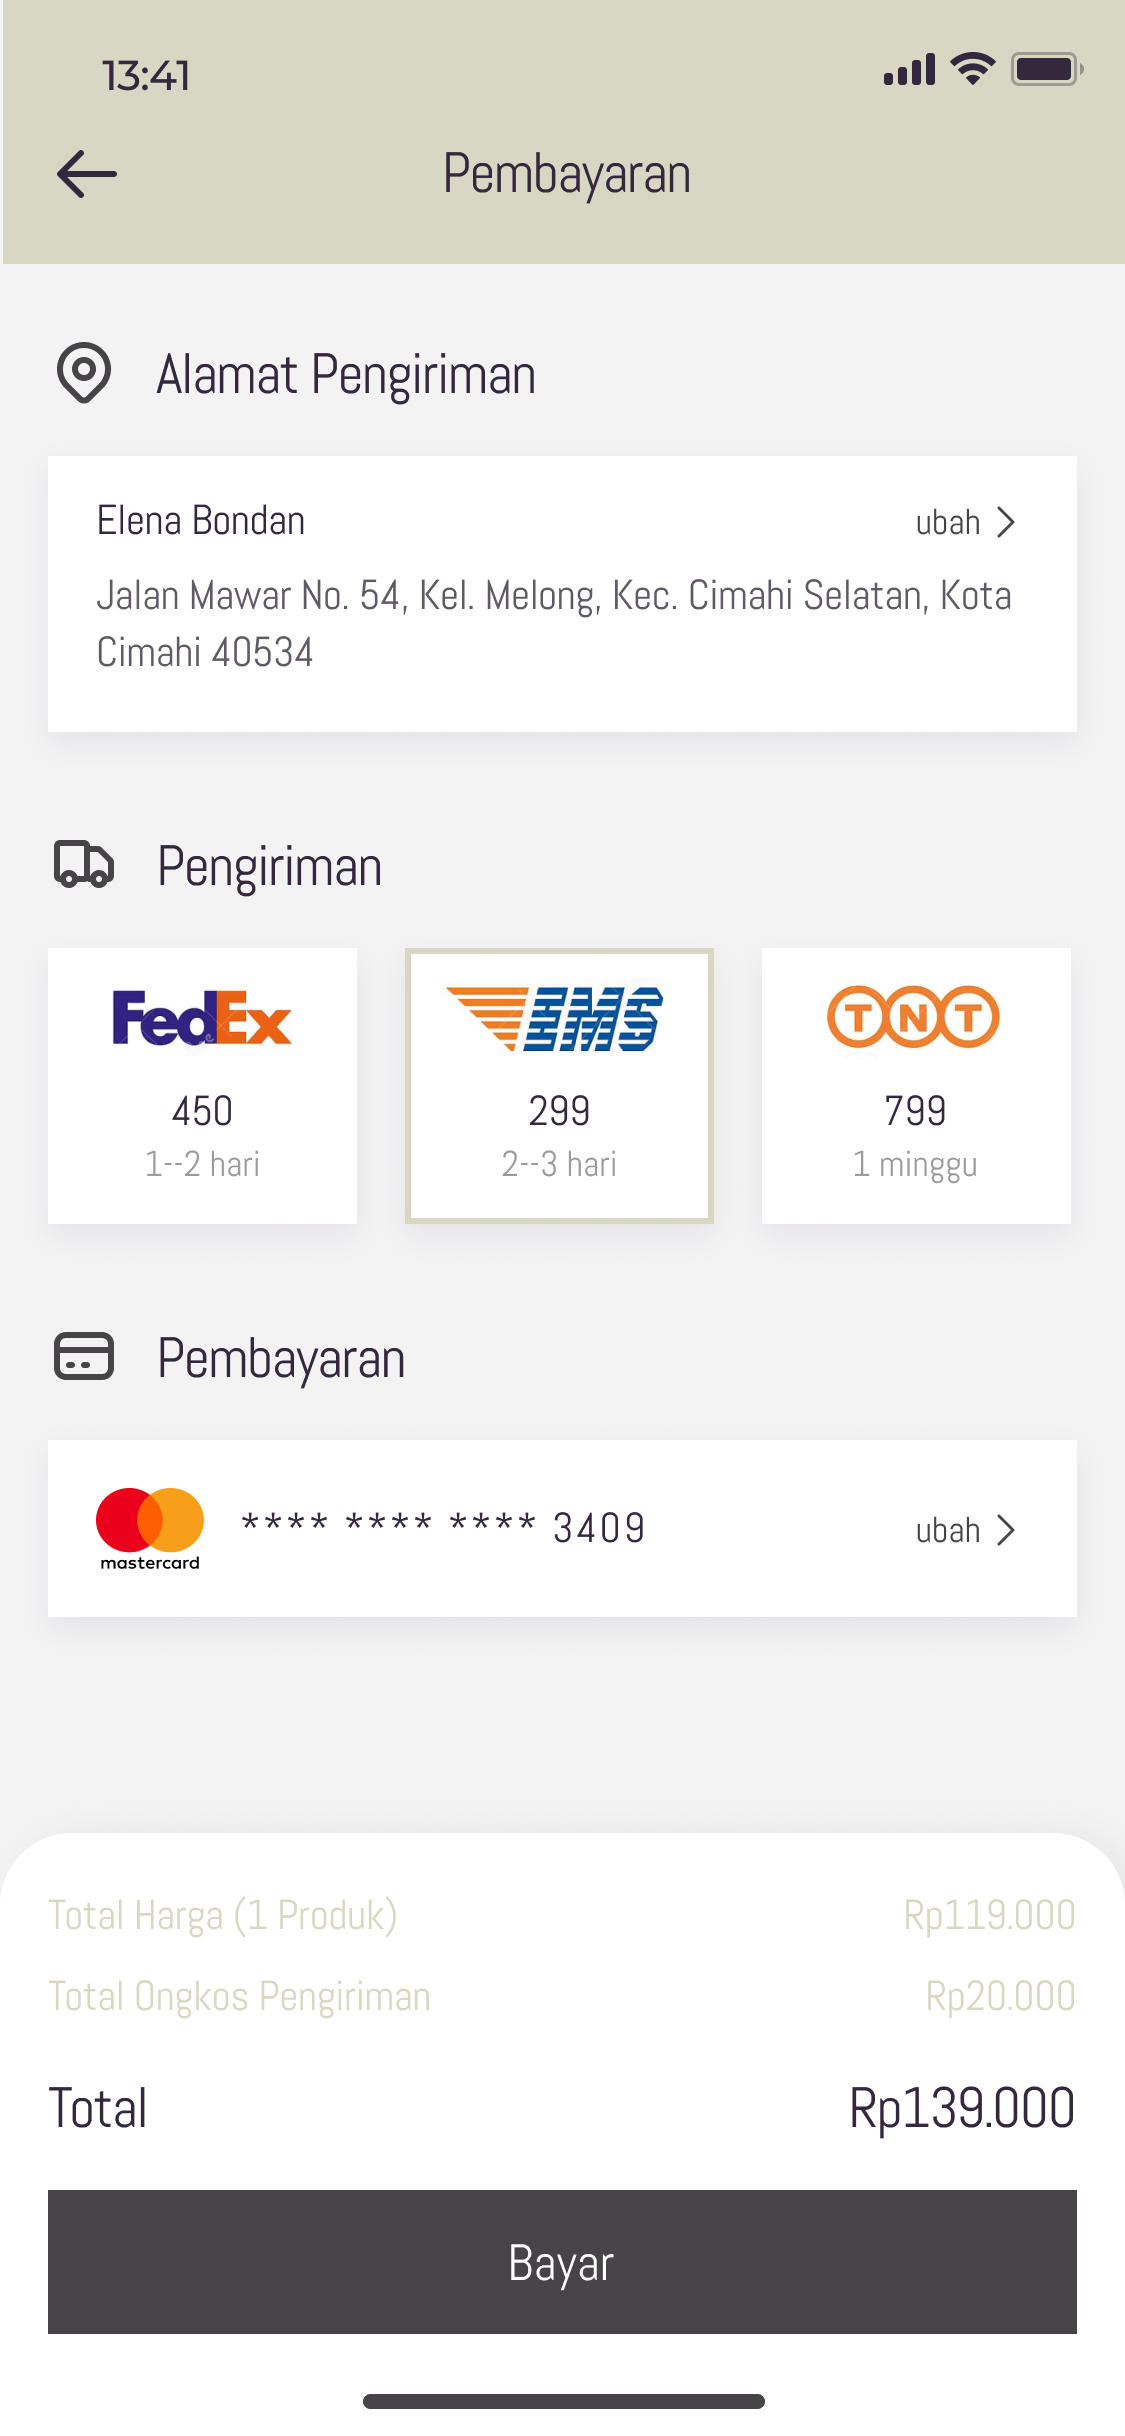 13:41
Pembayaran
Alamat Pengiriman
Elena Bondan
ubah
Jalan Mawar No. 54, Kel. Melong, Kec. Cimahi Selatan, Kota
Cimahi 40534
Pengiriman
FedEx
EMS
TNT
450
299
799
1--2 hari
2--3 hari
1 minggu
Pembayaran
mastercard
**** **** **** 3409
ubah
Total Harga (1 Produk)
Rp119.000
Total Ongkos Pengiriman
Rp20.000
Total
Rp139.000
Bayar